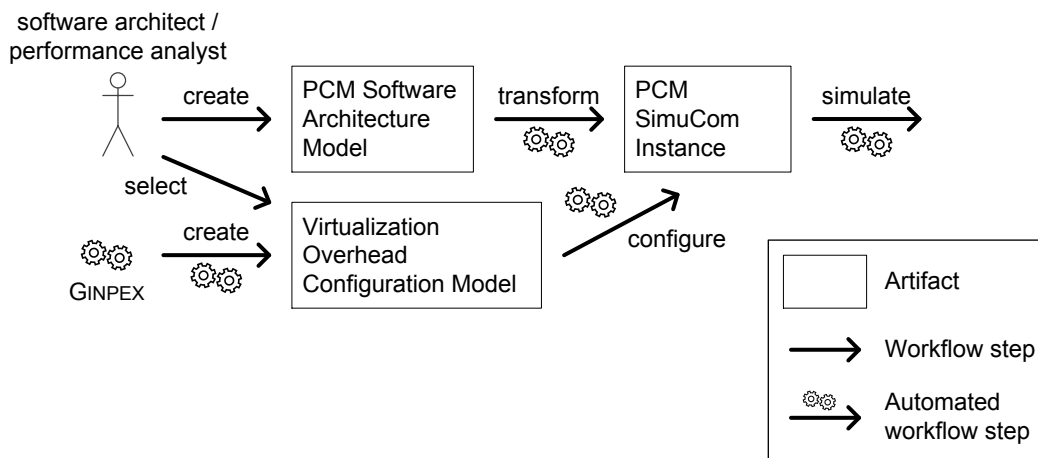 software architect /
performance analyst
create
PCM Software
Architecture
Model
transform
PCM
SimuCom
Instance
simulate
select
GINPEX
create
Virtualization
Overhead
Configuration Model
configure
Artifact
Workflow step
Automated
workflow step